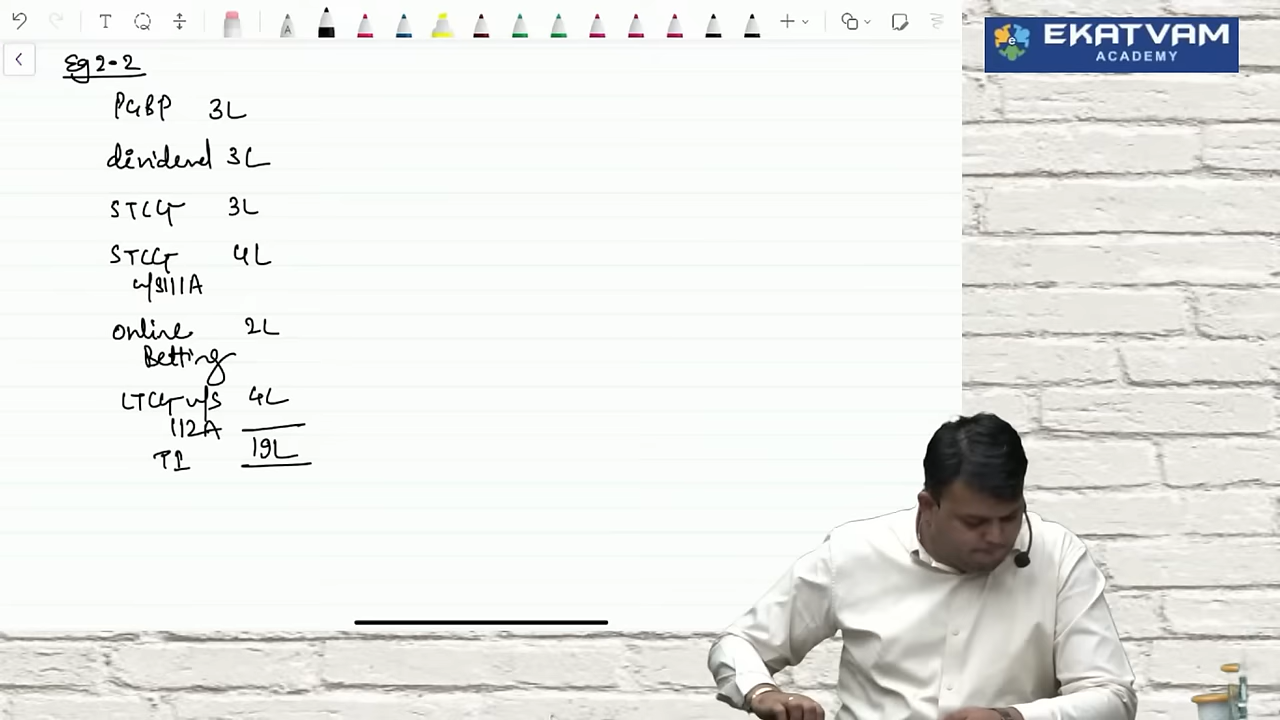 EKATVAM
ACADEMY
Eg 2-2
PGBP 3L
dividend 3L
STCG 3L
STCG 4L
u/s 111A
online 2L
Betting
LTCG u/s 4L
112A
TI 19L